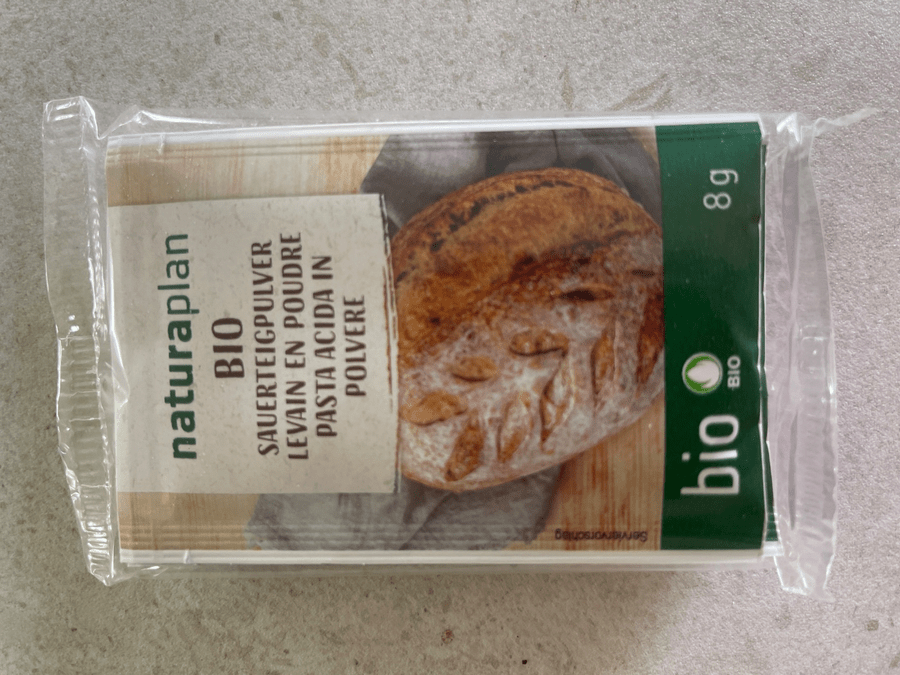 naturaplan
BIO
SAUERTEIGPULVER
LEVAIN EN POUDRE
PASTA ACIDA IN
POLVERE
Serviervorschlag
bio
BIO
8 g